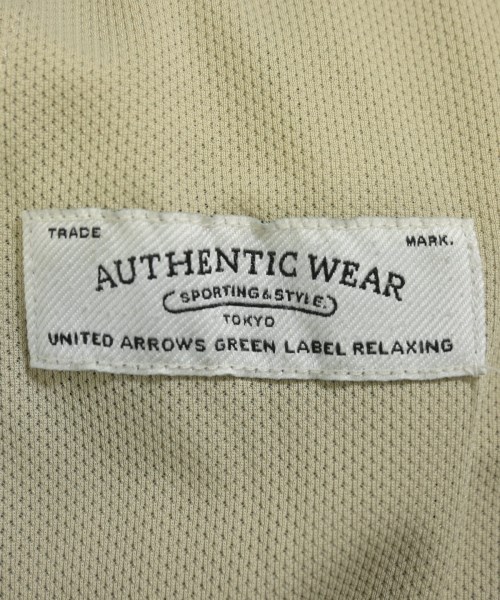 TRADE MARK.
AUTHENTIC WEAR
SPORTING & STYLE.
TOKYO
UNITED ARROWS GREEN LABEL RELAXING